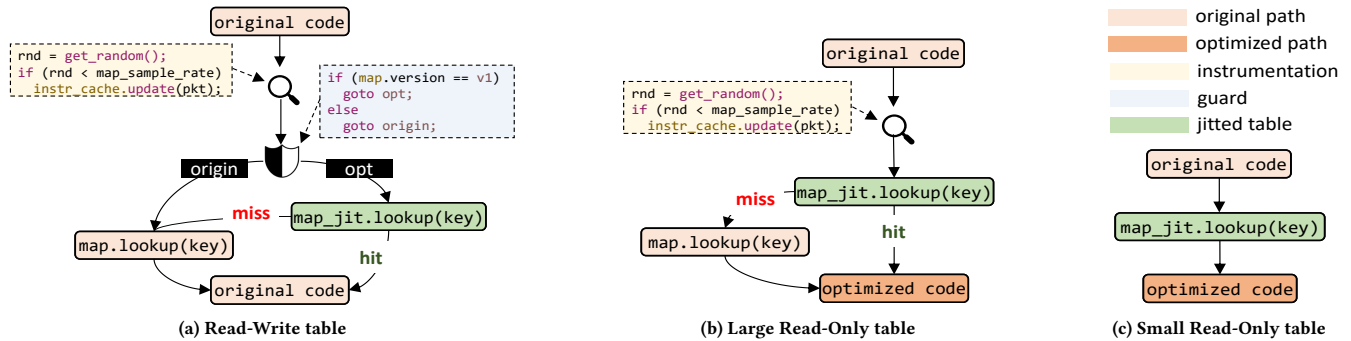 original code
rnd = get_random();
if (rnd < map_sample_rate)
instr_cache.update(pkt);
if (map.version == v1)
goto opt;
else
goto origin;
origin
opt
miss
map_jit.lookup(key)
map.lookup(key)
hit
original code
(a) Read-Write table
original code
rnd = get_random();
if (rnd < map_sample_rate)
instr_cache.update(pkt);
map_jit.lookup(key)
miss
hit
map.lookup(key)
optimized code
(b) Large Read-Only table
original path
optimized path
instrumentation
guard
jitted table
original code
map_jit.lookup(key)
optimized code
(c) Small Read-Only table